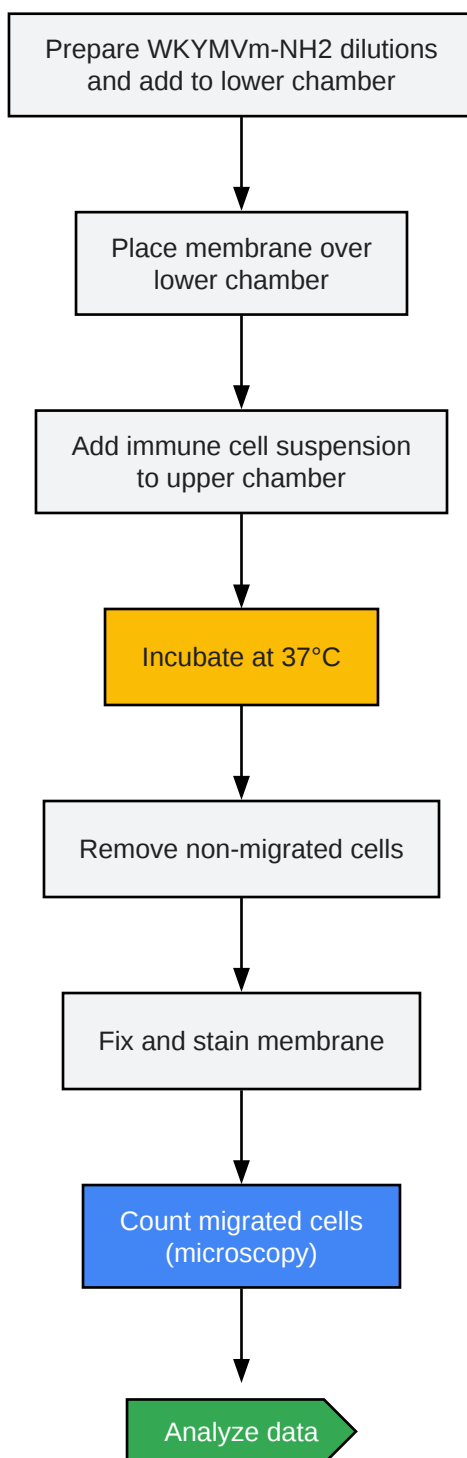 Prepare WKYMVm-NH2 dilutions
and add to lower chamber
Place membrane over
lower chamber
Add immune cell suspension
to upper chamber
Incubate at 37°C
Remove non-migrated cells
Fix and stain membrane
Count migrated cells
(microscopy)
Analyze data